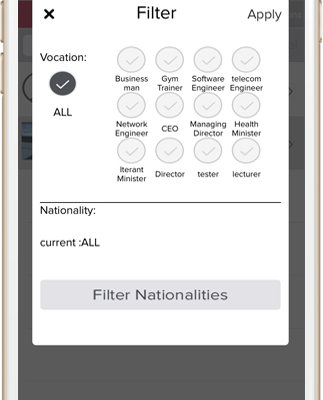 Filter
Apply
Vocation:
ALL
Business man
Gym Trainer
Software Engineer
telecom Engineer
Network Engineer
CEO
Managing Director
Health Minister
Iterant Minister
Director
tester
lecturer
Nationality:
current :ALL
Filter Nationalities